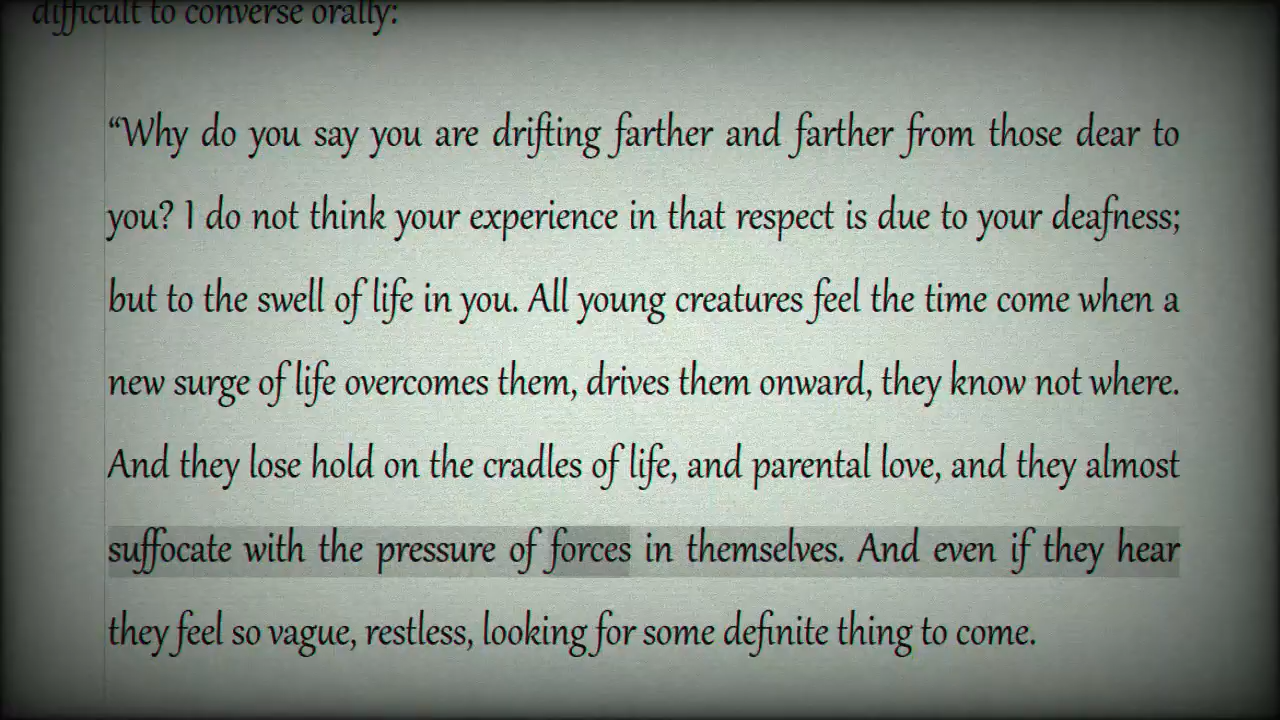 difficult to converse orally:
“Why do you say you are drifting farther and farther from those dear to
you? I do not think your experience in that respect is due to your deafness;
but to the swell of life in you. All young creatures feel the time come when a
new surge of life overcomes them, drives them onward, they know not where.
And they lose hold on the cradles of life, and parental love, and they almost
suffocate with the pressure of forces in themselves. And even if they hear
they feel so vague, restless, looking for some definite thing to come.